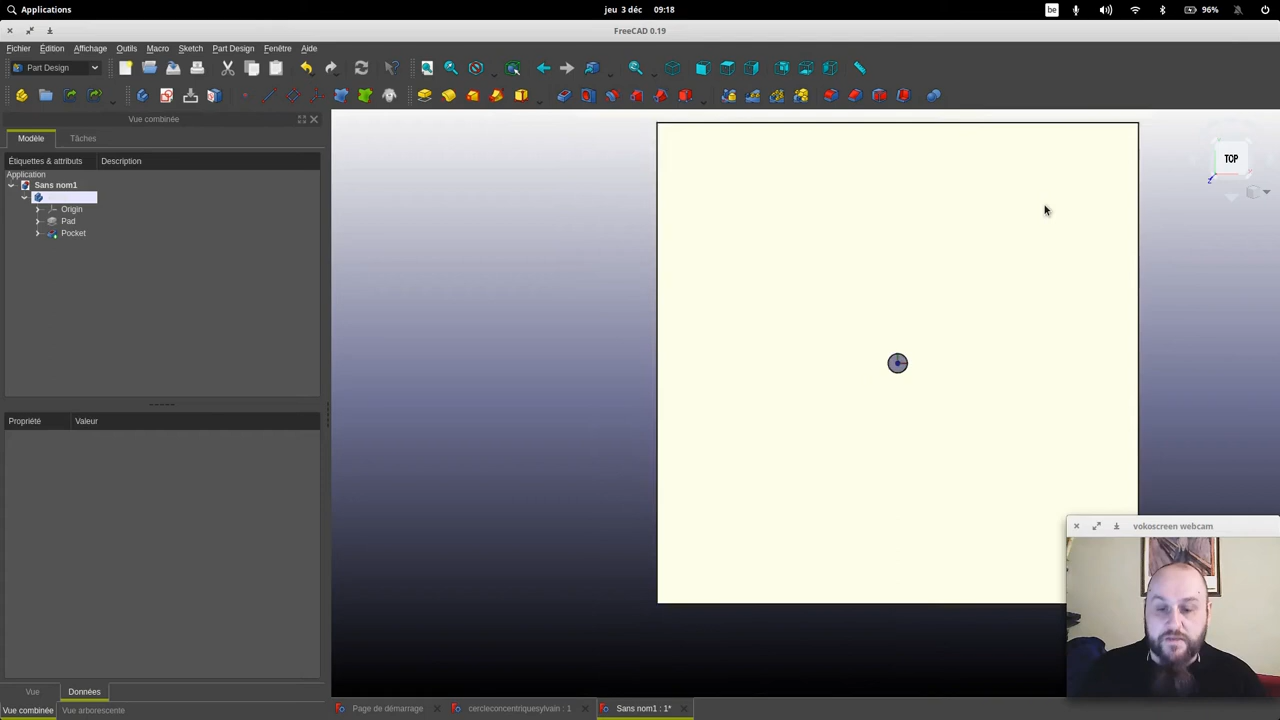 Applications
jeu 3 déc 09:18
be
96%
FreeCAD 0.19
Fichier Édition Affichage Outils Macro Sketch Part Design Fenêtre Aide
Part Design
Vue combinée
Modèle Tâches
Étiquettes & attributs Description
Application
Sans nom1
Origin
Pad
Pocket
TOP
Propriété Valeur
vokoscreen webcam
Vue Données
Vue combinée Vue arborescente
Page de démarrage cercleconcentriquesylvain : 1 Sans nom1 : 1*